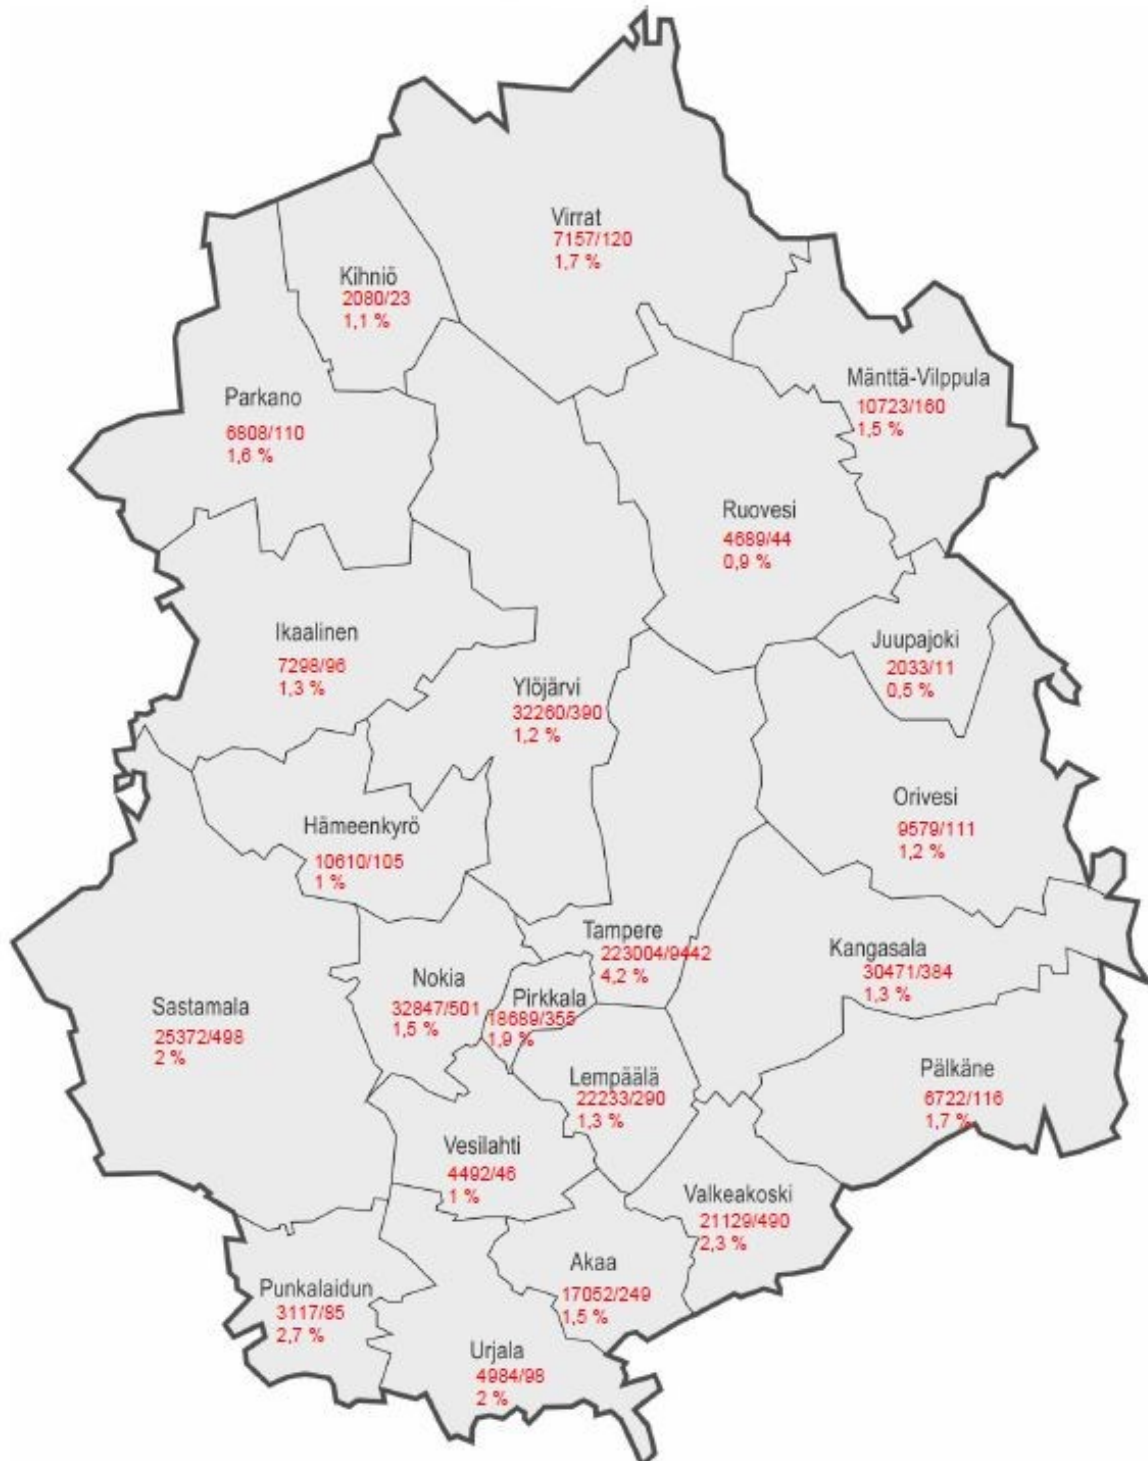 Virrat
7157/120
1,7 %
Kihniö
2080/23
1,1 %
Mänttä-Vilppula
10723/160
1,5 %
Parkano
6808/110
1,6 %
Ruovesi
4689/44
0,9 %
Ikaalinen
7298/96
1,3 %
Juupajoki
2033/11
0,5 %
Ylöjärvi
32260/390
1,2 %
Orivesi
9579/111
1,2 %
Hämeenkyrö
10610/105
1 %
Tampere
223004/9442
4,2 %
Kangasala
30471/384
1,3 %
Nokia
32847/501
1,5 %
Pirkkala
18689/355
1,9 %
Sastamala
25372/498
2 %
Lempäälä
22233/290
1,3 %
Pälkäne
6722/116
1,7 %
Vesilahti
4492/46
1 %
Valkeakoski
21129/490
2,3 %
Akaa
17052/249
1,5 %
Punkalaidun
3117/85
2,7 %
Urjala
4984/98
2 %